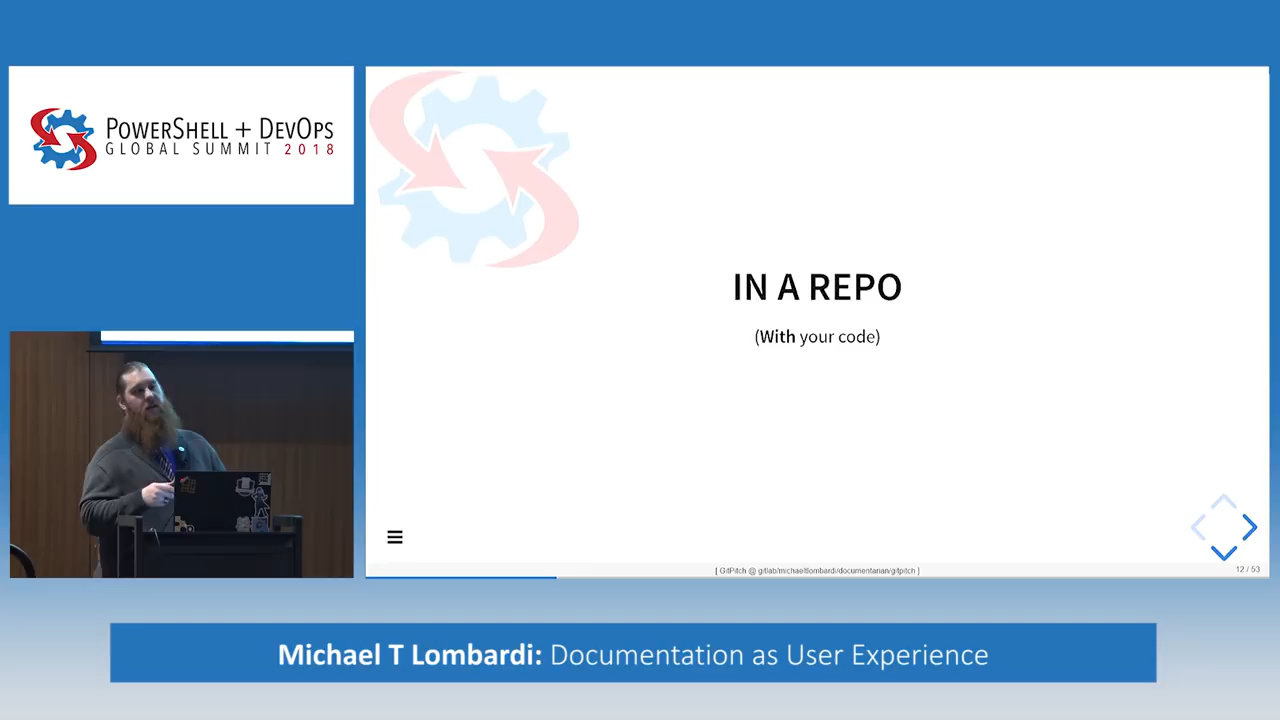 POWERSHELL + DEVOPS
GLOBAL SUMMIT 2018
IN A REPO
(With your code)
[ GitPitch @ gitlab/michaeltlombardi/documentarian/gitpitch ]
12 / 53
Michael T Lombardi: Documentation as User Experience